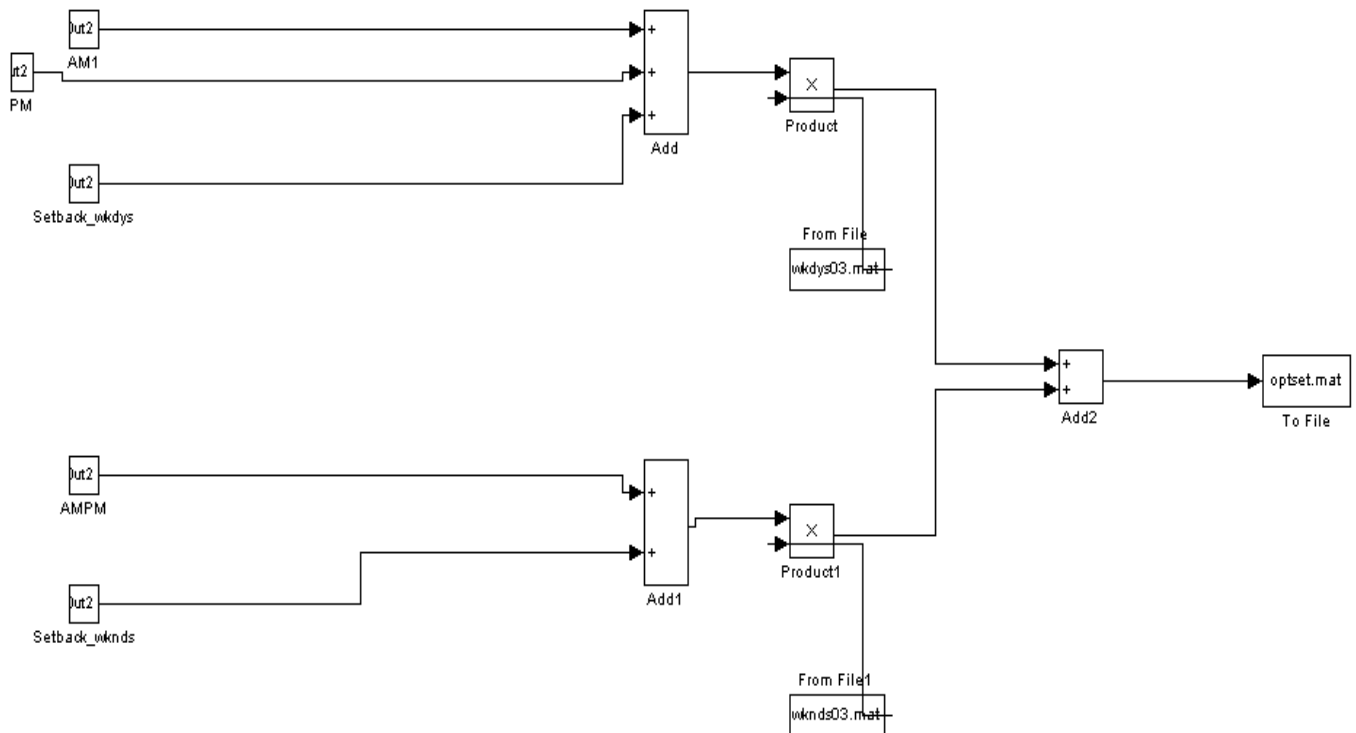 Out2
AM1
ut2
PM
Out2
Setback_wkdys
+
+
+
Add
X
Product
From File
wkdys03.mat
+
+
Add2
optset.mat
To File
Out2
AMPM
Out2
Setback_wknds
+
+
Add1
X
Product1
From File1
wknds03.mat